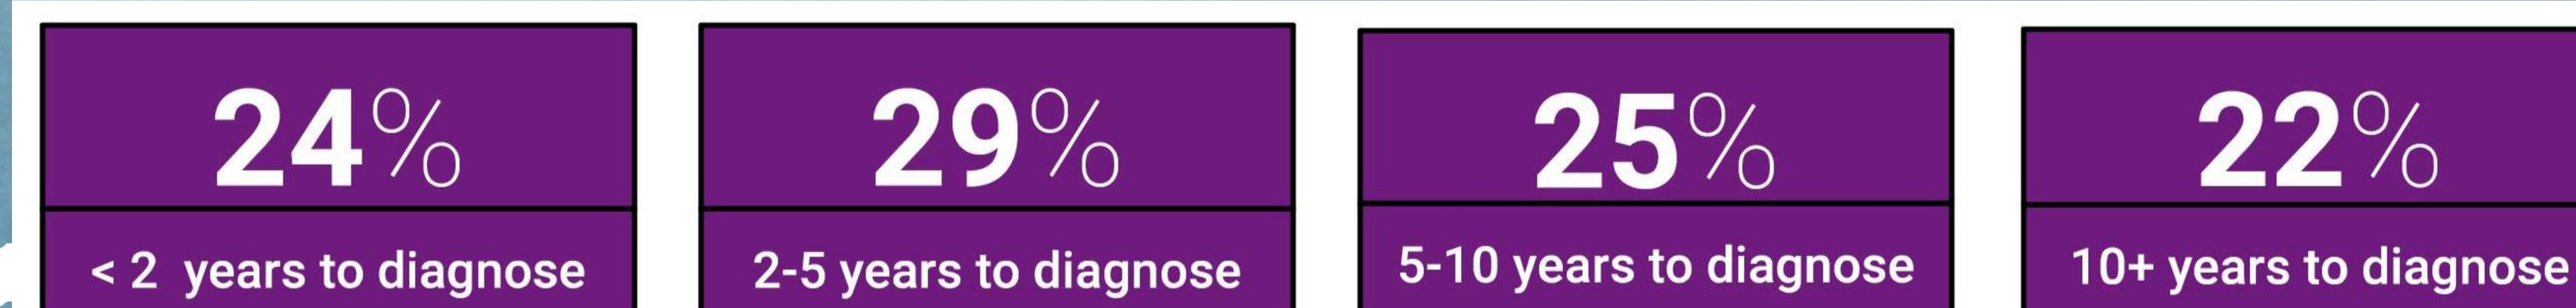 24%
< 2 years to diagnose
29%
2-5 years to diagnose
25%
5-10 years to diagnose
22%
10+ years to diagnose